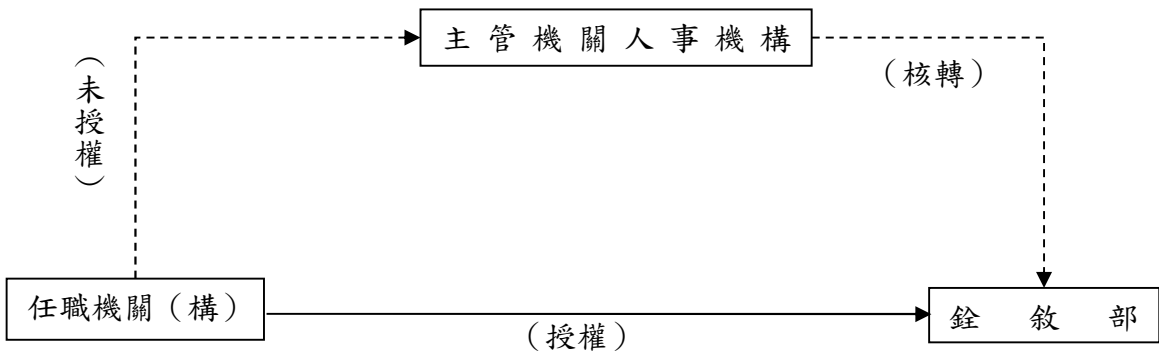 主管機關人事機構
（核轉）
（未授權）
任職機關（構）
（授權）
銓敘部